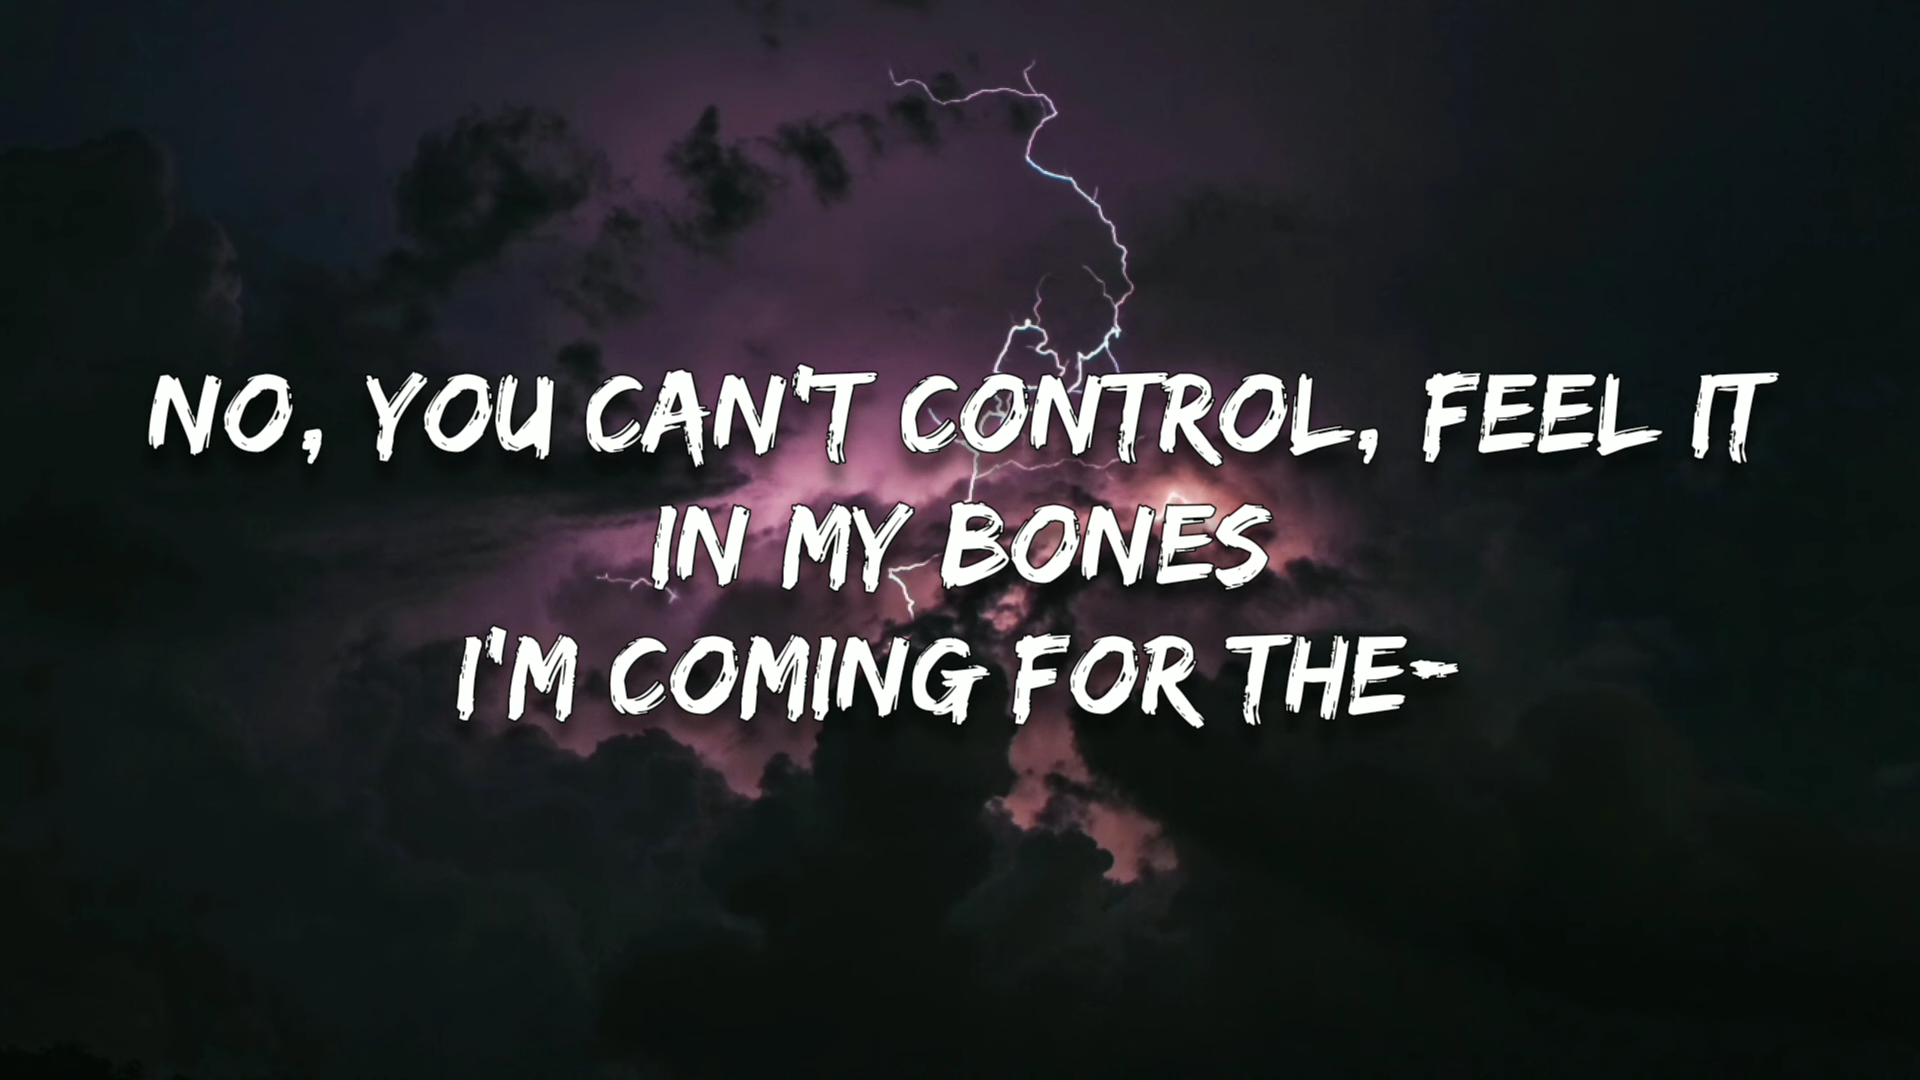 NO, YOU CAN'T CONTROL, FEEL IT
IN MY BONES
I'M COMING FOR THE-